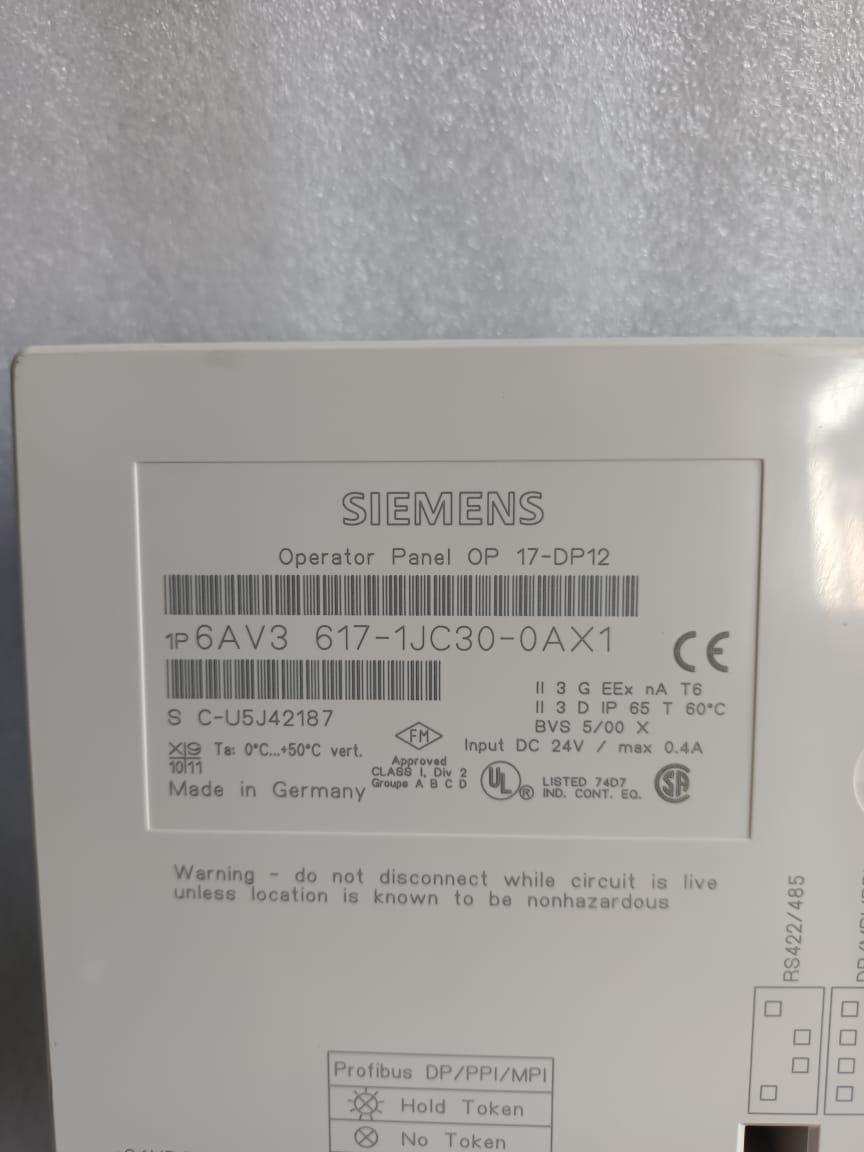 SIEMENS
Operator Panel OP 17-DP12
1P 6AV3 617-1JC30-0AX1
CE
S C-U5J42187
II 3 G EEx nA T6
II 3 D IP 65 T 60°C
BVS 5/00 X
X 9
10 11
Ta: 0°C...+50°C vert.
FM
Approved
CLASS I, Div 2
Groupe A B C D
Input DC 24V / max 0.4A
UL ®
LISTED 74D7
IND. CONT. EQ.
SA
Made in Germany
Warning - do not disconnect while circuit is live
unless location is known to be nonhazardous
RS422/485
Profibus DP/PPI/MPI
Hold Token
No Token